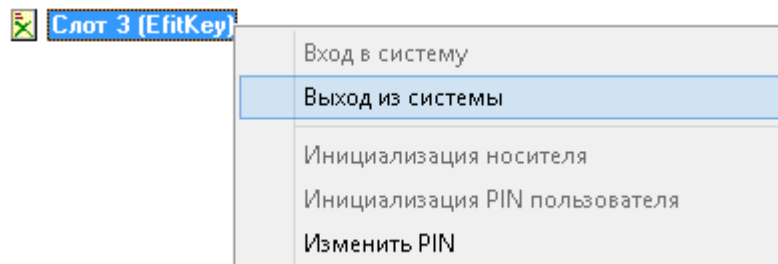 Слот 3 (EfitKey)
Вход в систему
Выход из системы
Инициализация носителя
Инициализация PIN пользователя
Изменить PIN